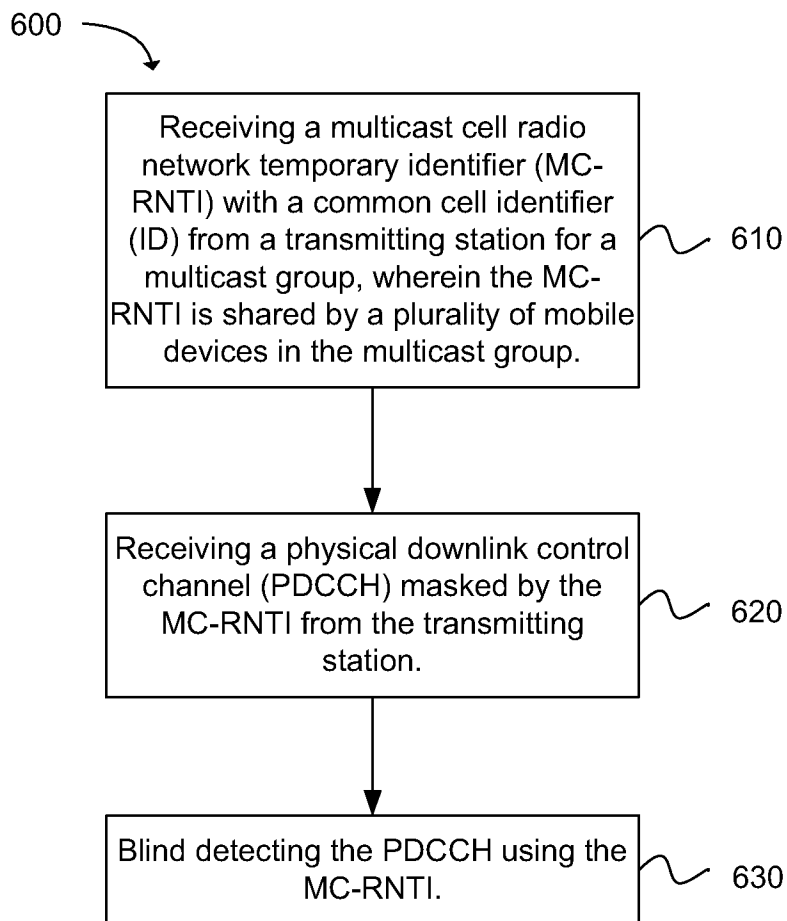 600
Receiving a multicast cell radio
network temporary identifier (MC-
RNTI) with a common cell identifier
(ID) from a transmitting station for a
multicast group, wherein the MC-
RNTI is shared by a plurality of mobile
devices in the multicast group.
610
Receiving a physical downlink control
channel (PDCCH) masked by the
MC-RNTI from the transmitting
station.
620
Blind detecting the PDCCH using the
MC-RNTI.
630